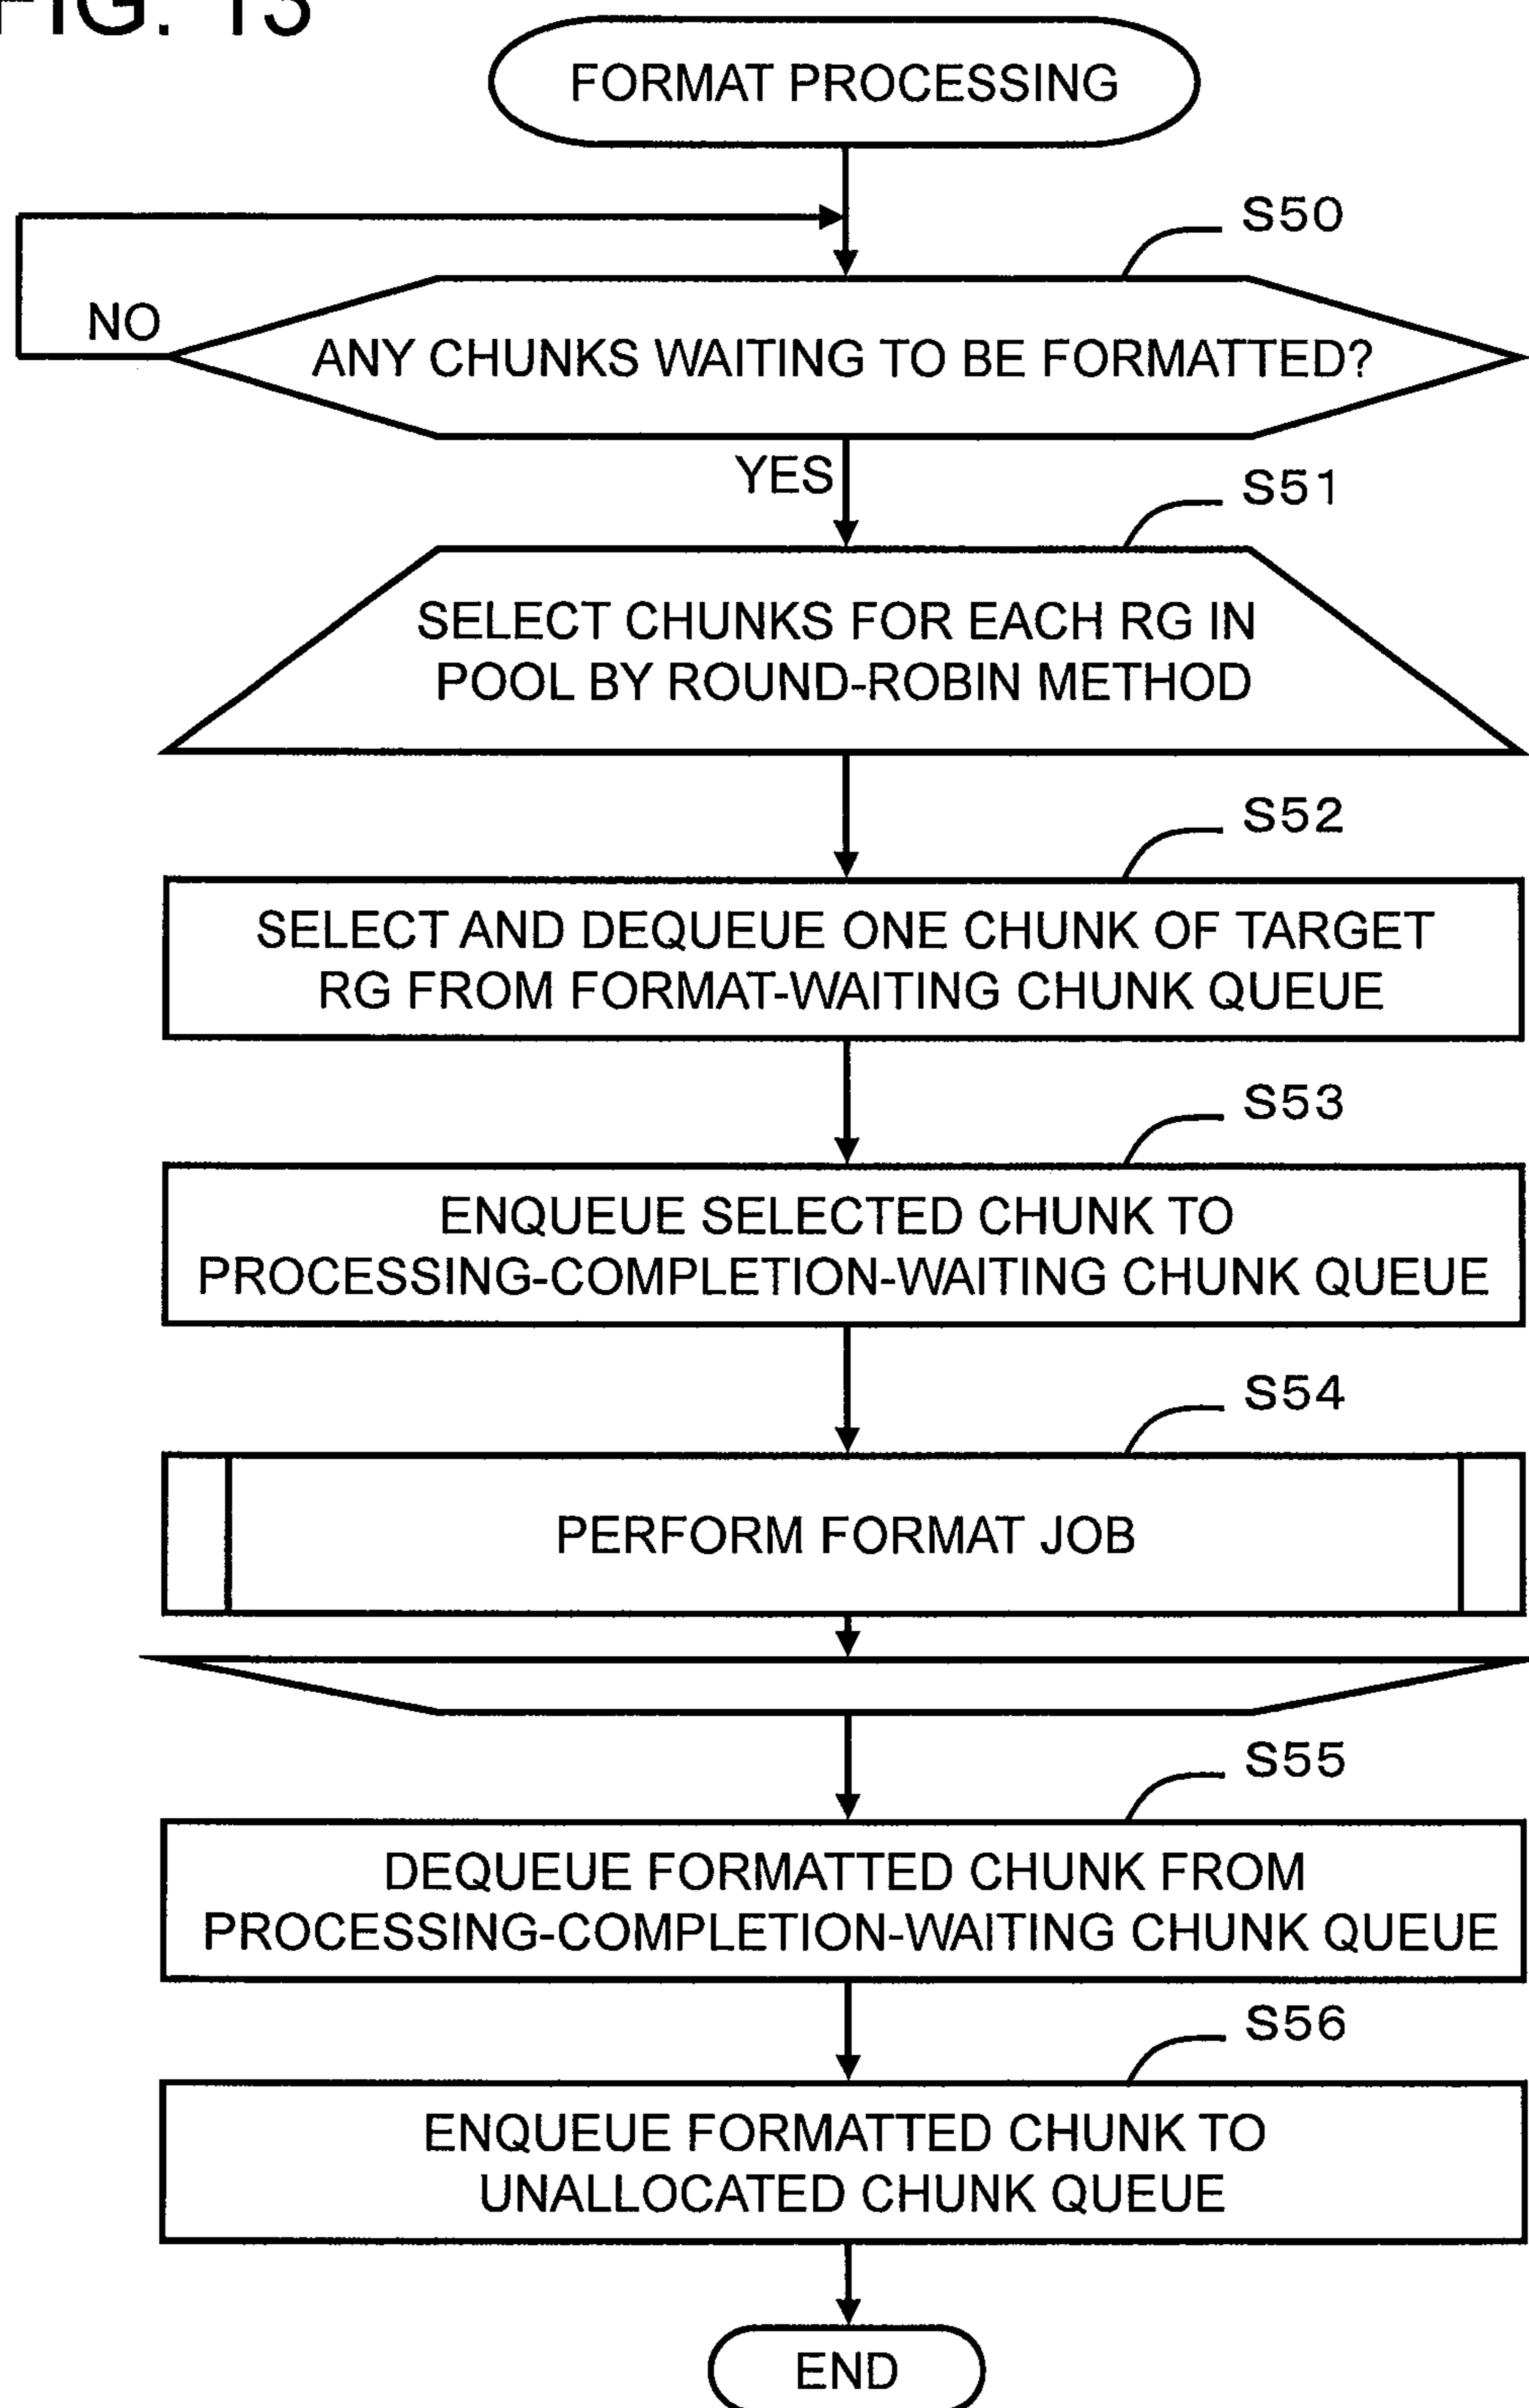 FIG. 13
FORMAT PROCESSING
S50
NO
ANY CHUNKS WAITING TO BE FORMATTED?
YES
S51
SELECT CHUNKS FOR EACH RG IN
POOL BY ROUND-ROBIN METHOD
S52
SELECT AND DEQUEUE ONE CHUNK OF TARGET
RG FROM FORMAT-WAITING CHUNK QUEUE
S53
ENQUEUE SELECTED CHUNK TO
PROCESSING-COMPLETION-WAITING CHUNK QUEUE
S54
PERFORM FORMAT JOB
S55
DEQUEUE FORMATTED CHUNK FROM
PROCESSING-COMPLETION-WAITING CHUNK QUEUE
S56
ENQUEUE FORMATTED CHUNK TO
UNALLOCATED CHUNK QUEUE
END